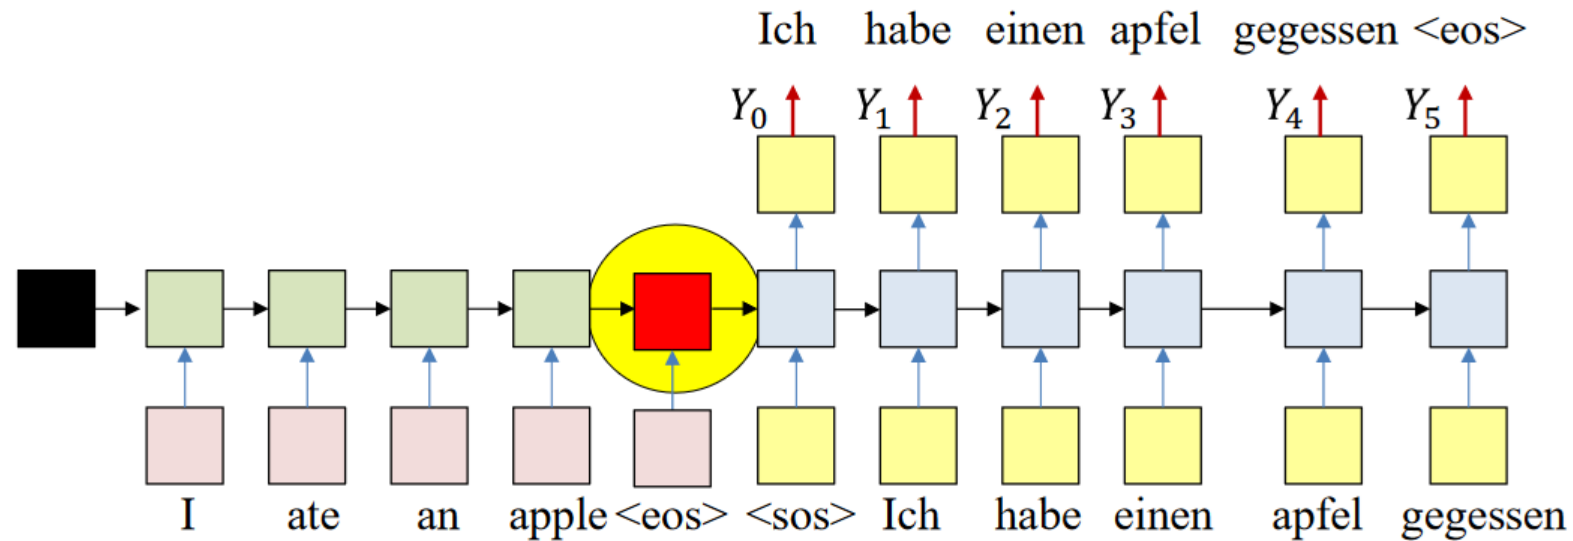 Ich habe einen apfel gegessen <eos>
Y₀ Y₁ Y₂ Y₃ Y₄ Y₅
I ate an apple <eos> <sos> Ich habe einen apfel gegessen